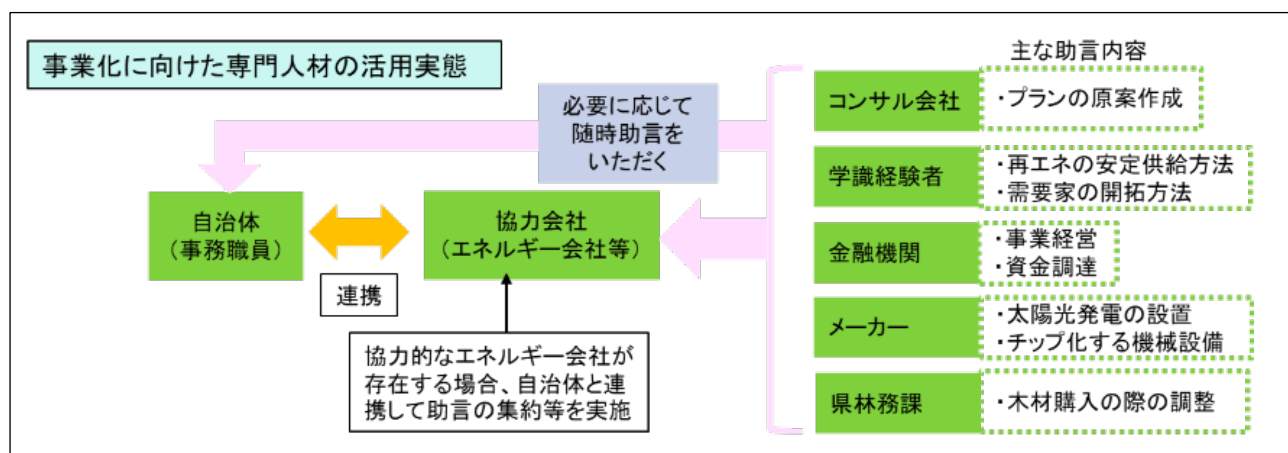 事業化に向けた専門人材の活用実態
必要に応じて
随時助言を
いただく
自治体
(事務職員)
連携
協力会社
(エネルギー会社等)
協力的なエネルギー会社が
存在する場合、自治体と連
携して助言の集約等を実施
主な助言内容
コンサル会社
・プランの原案作成
学識経験者
・再エネの安定供給方法
・需要家の開拓方法
金融機関
・事業経営
・資金調達
メーカー
・太陽光発電の設置
・チップ化する機械設備
県林務課
・木材購入の際の調整